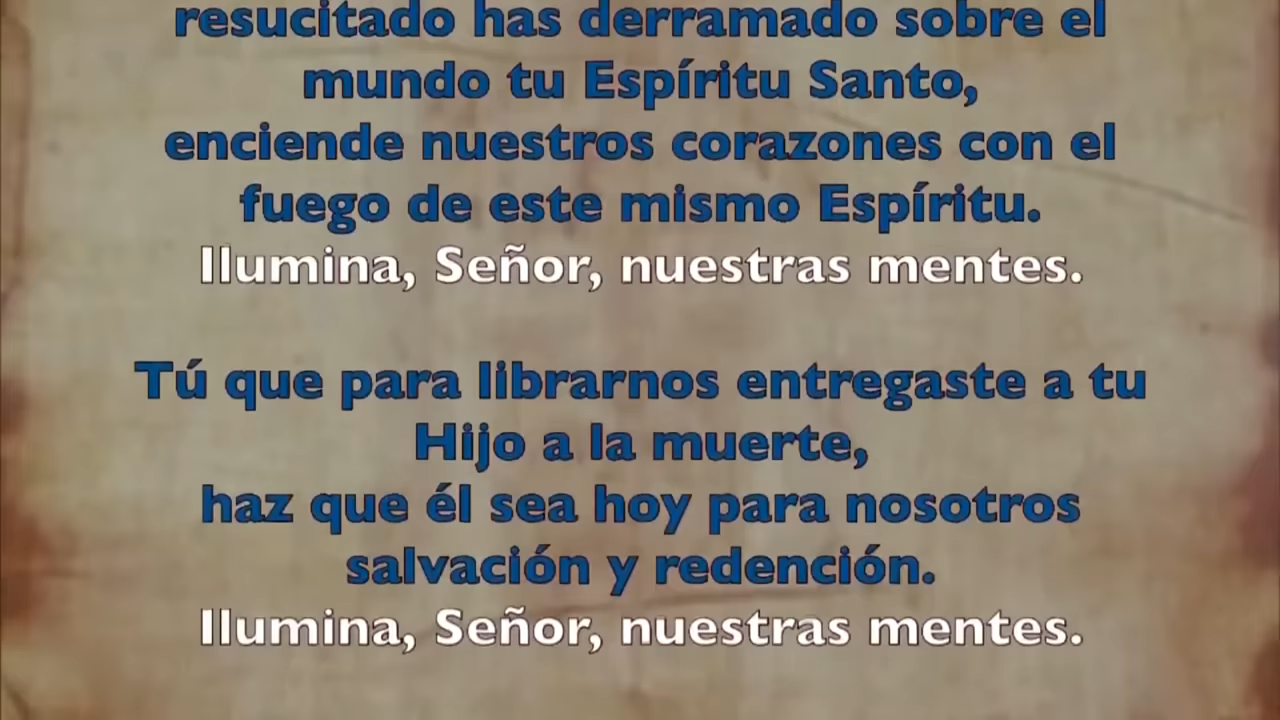 resucitado has derramado sobre el
mundo tu Espíritu Santo,
enciende nuestros corazones con el
fuego de este mismo Espíritu.
Ilumina, Señor, nuestras mentes.
Tú que para librarnos entregaste a tu
Hijo a la muerte,
haz que él sea hoy para nosotros
salvación y redención.
Ilumina, Señor, nuestras mentes.